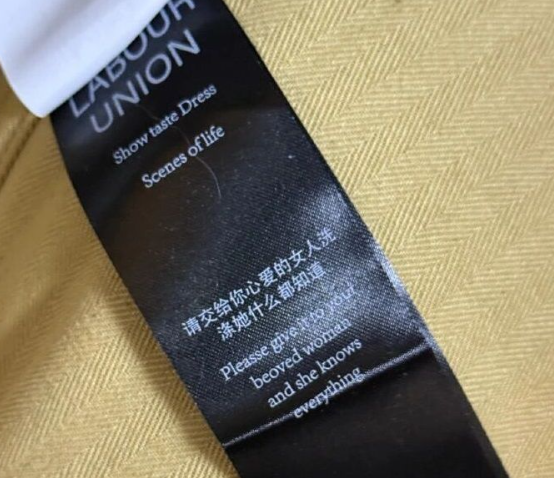 LABOUR
UNION
Show taste Dress
Scenes of life
请交给你心爱的女人洗
涤她什么都知道
Pleasse give it to you!
beoved woman
and she knows
everything